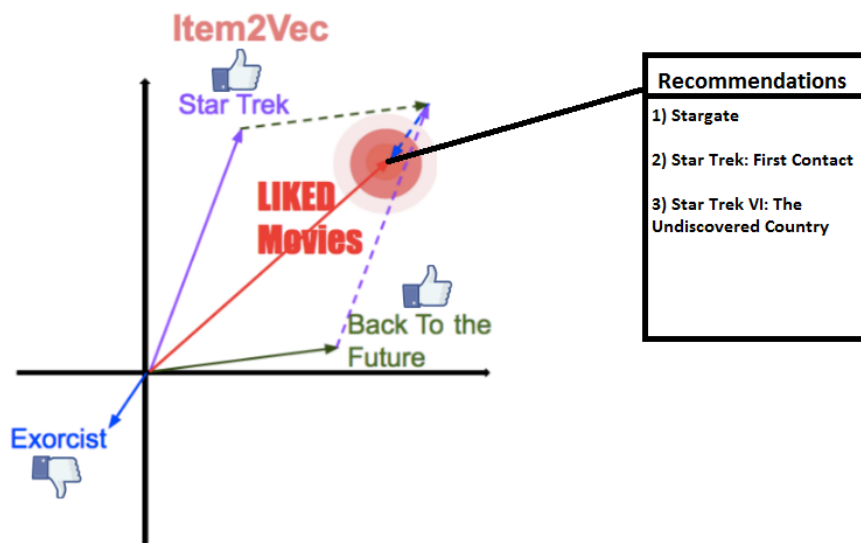 Item2Vec
Star Trek
LIKED
Movies
Back To the
Future
Exorcist
Recommendations
1) Stargate
2) Star Trek: First Contact
3) Star Trek VI: The
Undiscovered Country